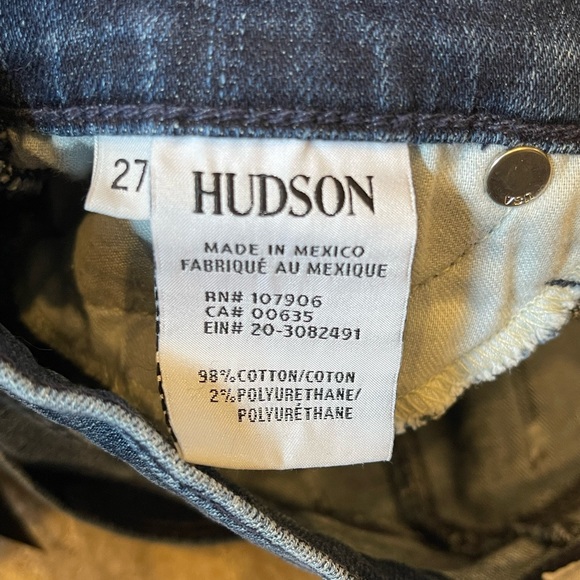 27
HUDSON
MADE IN MEXICO
FABRIQUÉ AU MEXIQUE
RN# 107906
CA# 00635
EIN# 20-3082491
98%COTTON/COTON
2%POLYURETHANE/
POLYURÉTHANE